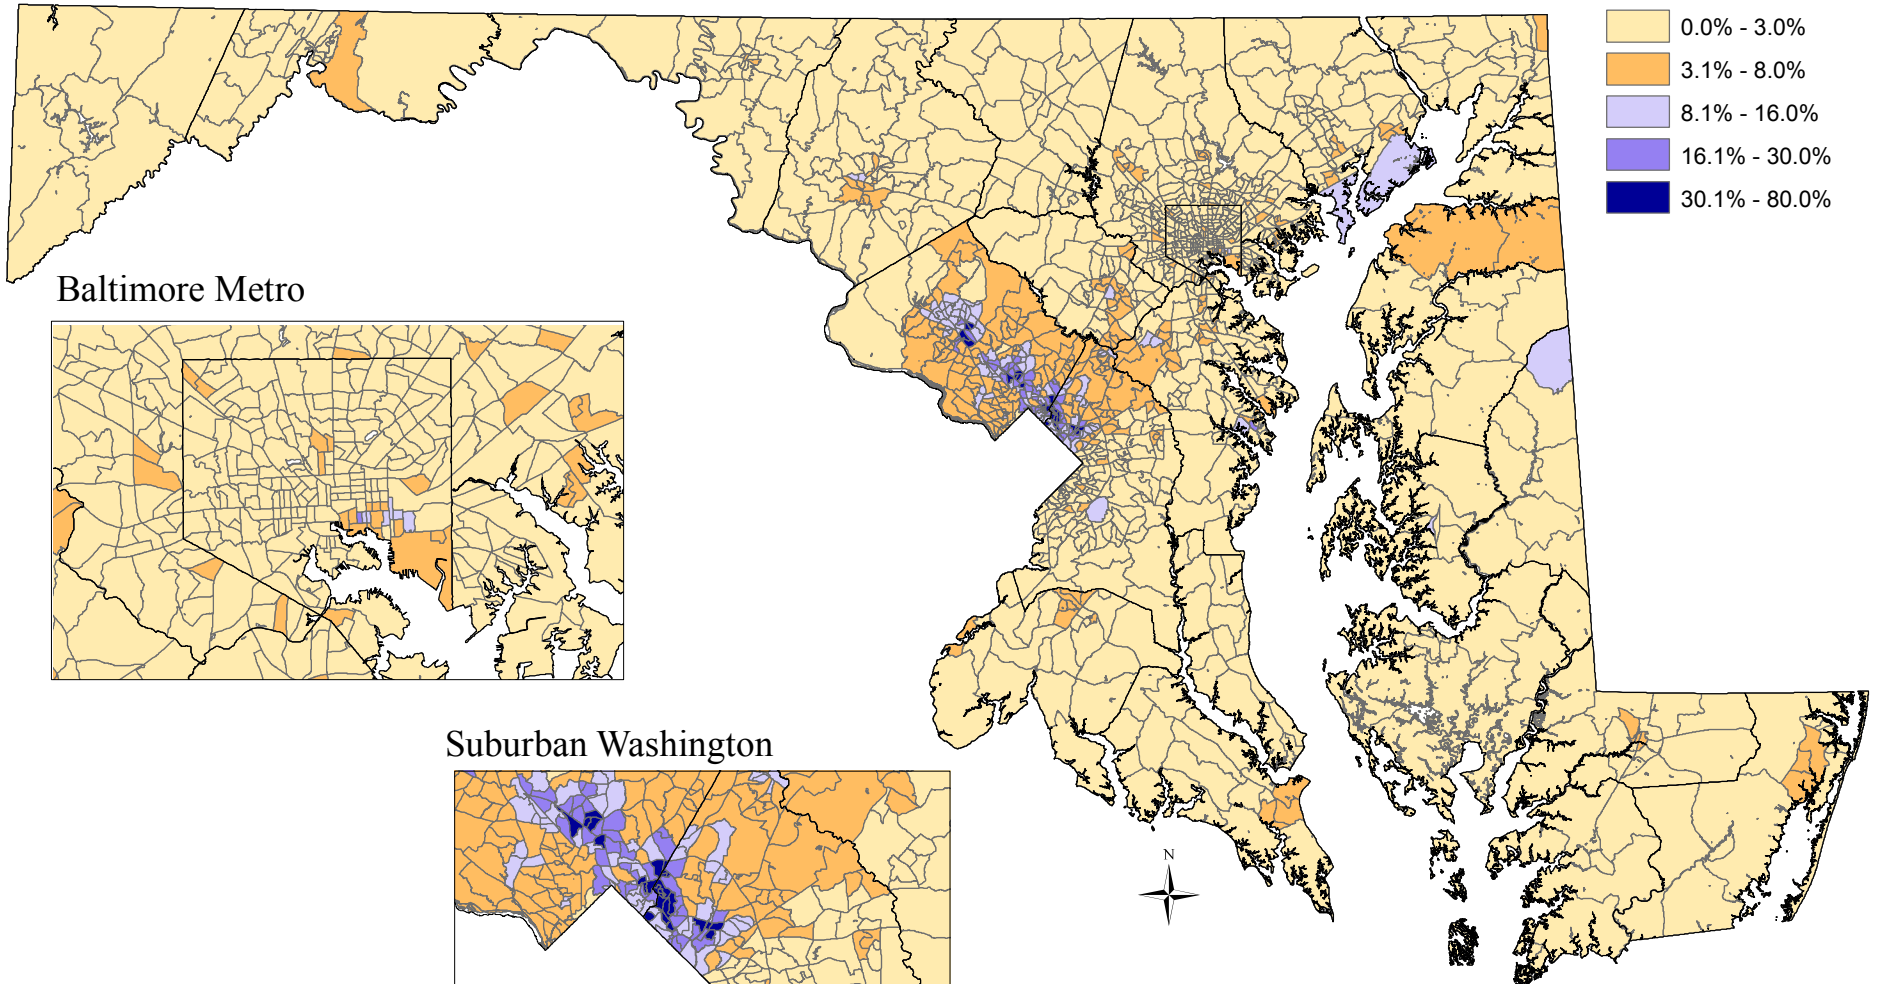 0.0% - 3.0%
3.1% - 8.0%
8.1% - 16.0%
16.1% - 30.0%
30.1% - 80.0%
Baltimore Metro
Suburban Washington
N